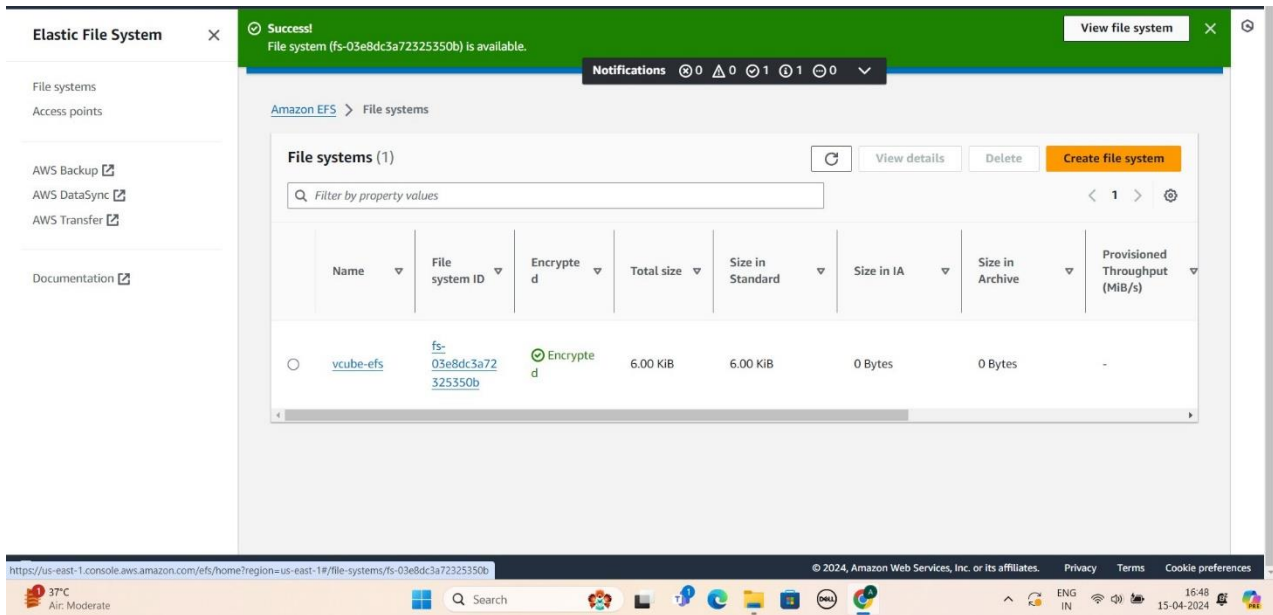 Elastic File System
File systems
Access points
AWS Backup
AWS DataSync
AWS Transfer
Documentation
Success!
File system (fs-03e8dc3a72325350b) is available.
View file system
Notifications 0 0 1 1 0
Amazon EFS > File systems
File systems (1)
View details
Delete
Create file system
Filter by property values
< 1 >
Name
File
system ID
Encrypte
d
Total size
Size in
Standard
Size in IA
Size in
Archive
Provisioned
Throughput
(MiB/s)
vcube-efs
fs-
03e8dc3a72
325350b
Encrypte
d
6.00 KiB
6.00 KiB
0 Bytes
0 Bytes
-
https://us-east-1.console.aws.amazon.com/efs/home?region=us-east-1#/file-systems/fs-03e8dc3a72325350b
© 2024, Amazon Web Services, Inc. or its affiliates.
Privacy
Terms
Cookie preferences
37°C
Air: Moderate
Search
DELL
ENG
IN
16:48
15-04-2024
PRE